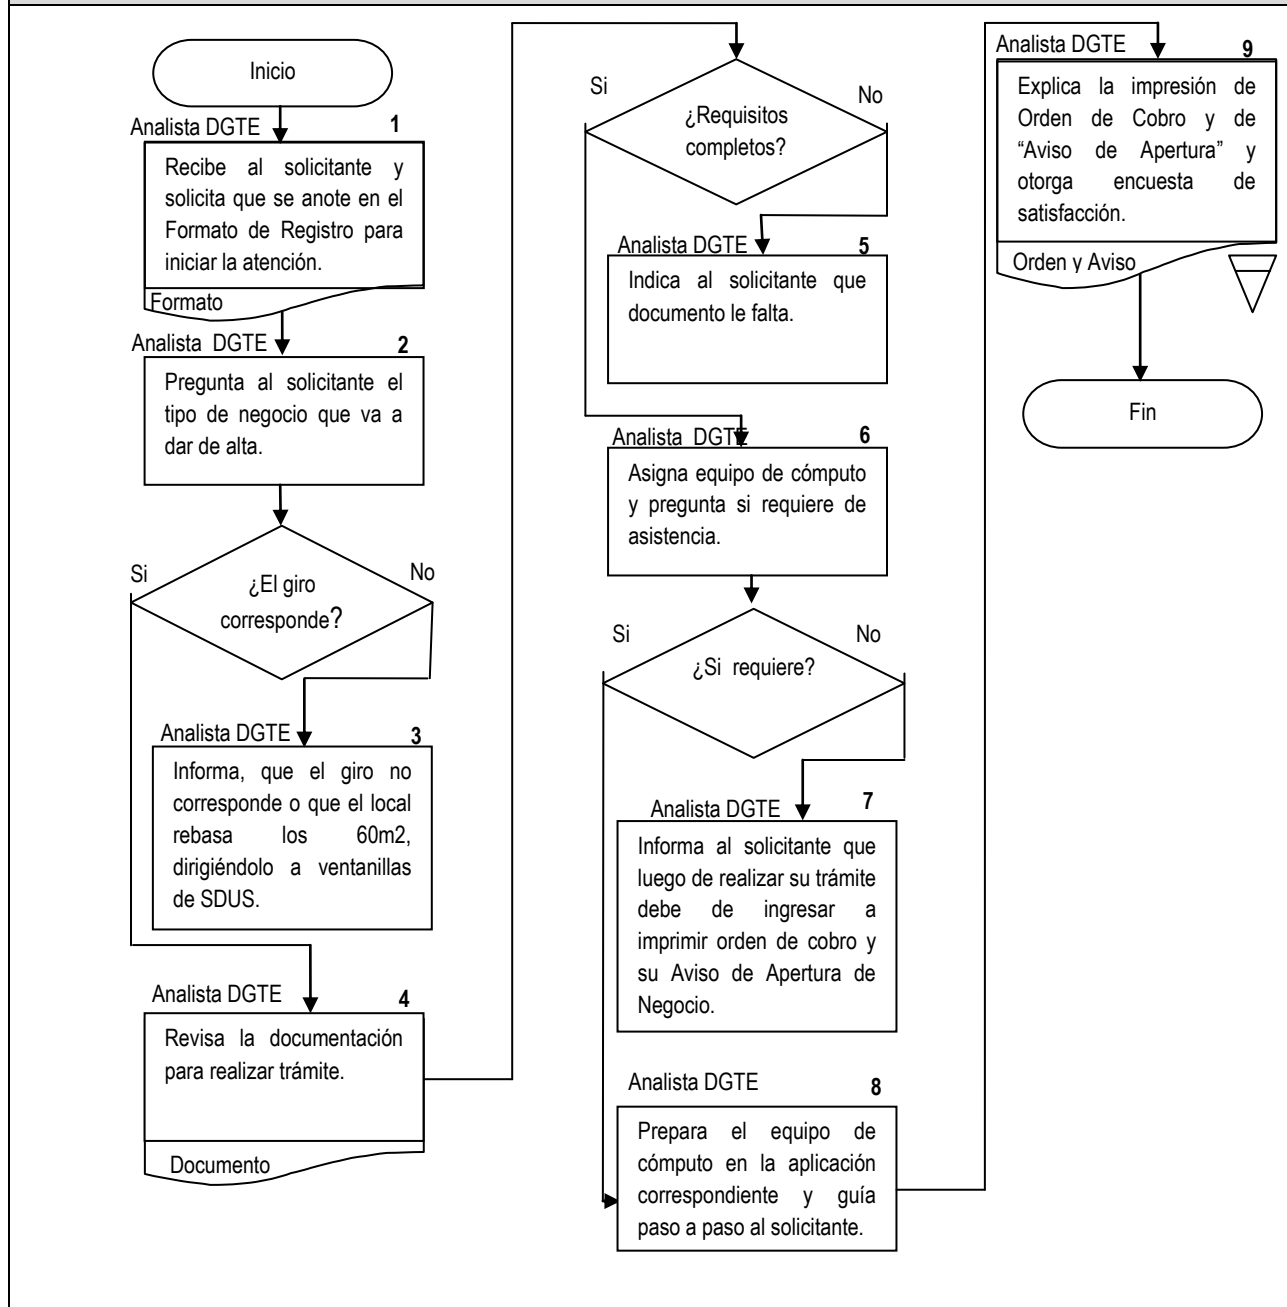 Inicio
Analista DGTE 1
Recibe al solicitante y
solicita que se anote en el
Formato de Registro para
iniciar la atención.
Formato
Analista DGTE 2
Pregunta al solicitante el
tipo de negocio que va a
dar de alta.
Si
No
¿El giro
corresponde?
Analista DGTE 3
Informa, que el giro no
corresponde o que el local
rebasa los 60m2,
dirigiéndolo a ventanillas
de SDUS.
Analista DGTE 4
Revisa la documentación
para realizar trámite.
Documento
Si
No
¿Requisitos
completos?
Analista DGTE 5
Indica al solicitante que
documento le falta.
Analista DGTE 6
Asigna equipo de cómputo
y pregunta si requiere de
asistencia.
Si
No
¿Si requiere?
Analista DGTE 7
Informa al solicitante que
luego de realizar su trámite
debe de ingresar a
imprimir orden de cobro y
su Aviso de Apertura de
Negocio.
Analista DGTE 8
Prepara el equipo de
cómputo en la aplicación
correspondiente y guía
paso a paso al solicitante.
Analista DGTE 9
Explica la impresión de
Orden de Cobro y de
“Aviso de Apertura” y
otorga encuesta de
satisfacción.
Orden y Aviso
Fin